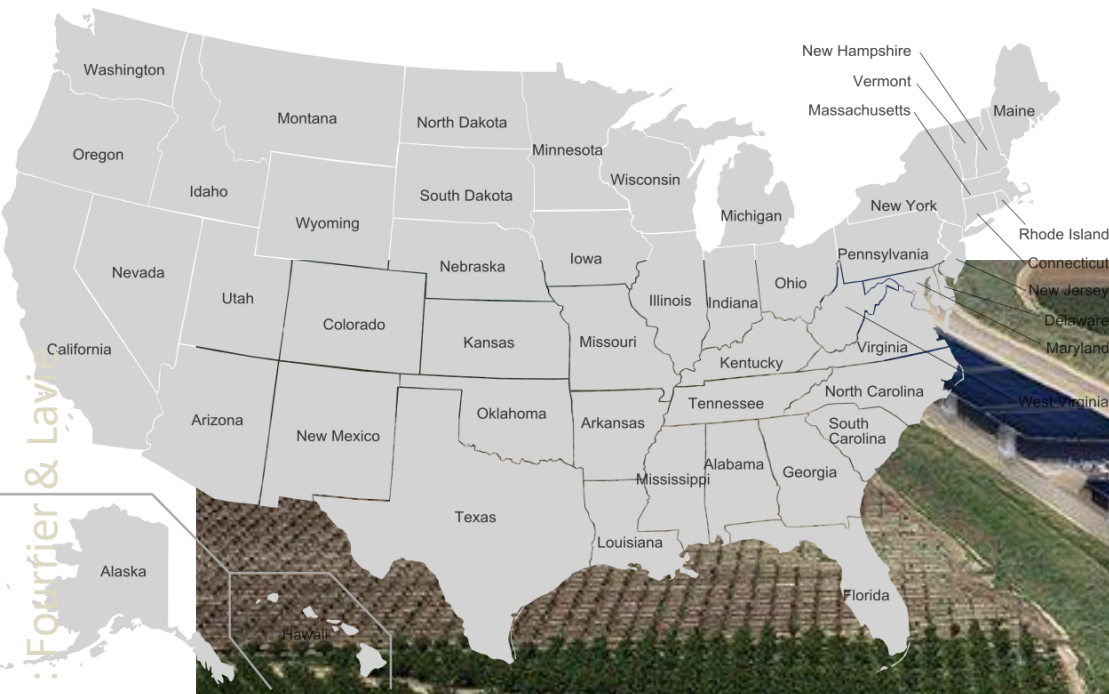 New Hampshire
Vermont
Massachusetts
Maine
Washington
Montana
North Dakota
Minnesota
Oregon
Idaho
South Dakota
Wisconsin
Wyoming
Michigan
New York
Rhode Island
Connecticut
New Jersey
Delaware
Maryland
West Virginia
Pennsylvania
Nevada
Utah
Nebraska
Iowa
Illinois
Indiana
Ohio
Colorado
Kansas
Missouri
Kentucky
Virginia
California
Arizona
New Mexico
Oklahoma
Arkansas
Tennessee
North Carolina
South
Carolina
Mississippi
Alabama
Georgia
Texas
Louisiana
Florida
Alaska
Hawaii
::Fourrier & Lavie